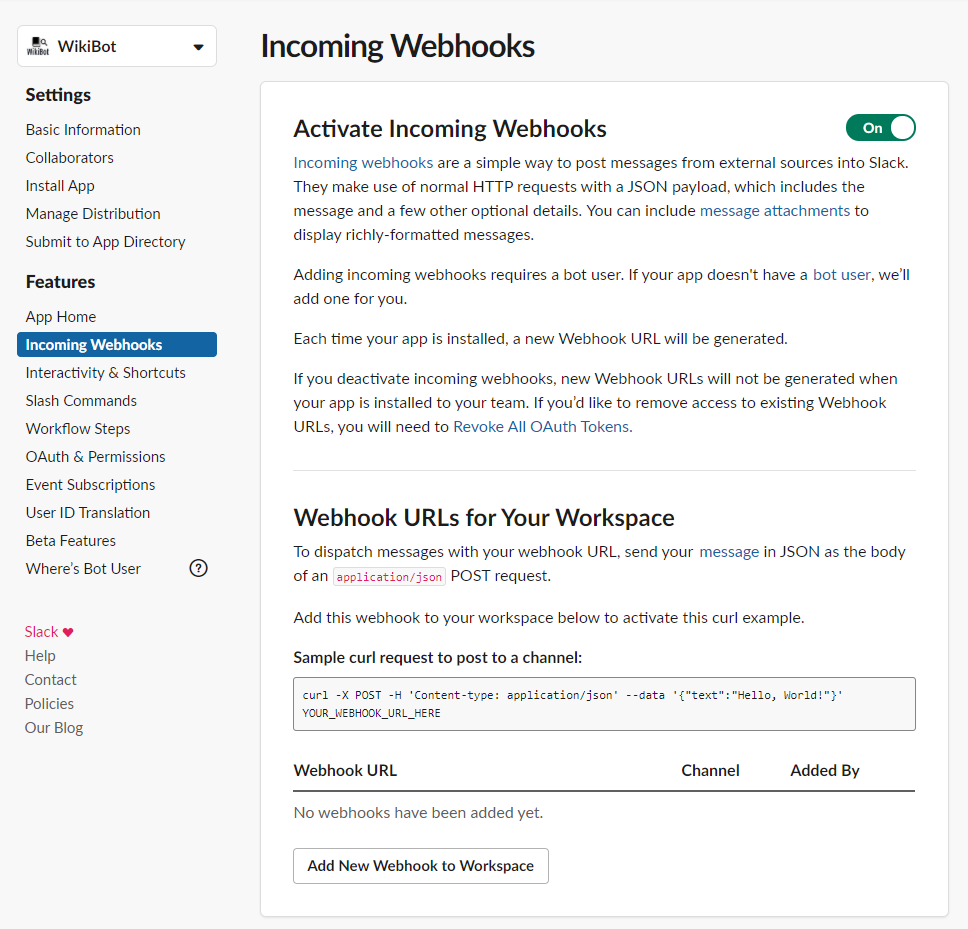 WikiBot
WikiBot
Settings
Basic Information
Collaborators
Install App
Manage Distribution
Submit to App Directory
Features
App Home
Incoming Webhooks
Interactivity & Shortcuts
Slash Commands
Workflow Steps
OAuth & Permissions
Event Subscriptions
User ID Translation
Beta Features
Where’s Bot User ?
Slack ♥
Help
Contact
Policies
Our Blog
Incoming Webhooks
Activate Incoming Webhooks
On
Incoming webhooks are a simple way to post messages from external sources into Slack.
They make use of normal HTTP requests with a JSON payload, which includes the
message and a few other optional details. You can include message attachments to
display richly-formatted messages.
Adding incoming webhooks requires a bot user. If your app doesn't have a bot user, we’ll
add one for you.
Each time your app is installed, a new Webhook URL will be generated.
If you deactivate incoming webhooks, new Webhook URLs will not be generated when
your app is installed to your team. If you’d like to remove access to existing Webhook
URLs, you will need to Revoke All OAuth Tokens.
Webhook URLs for Your Workspace
To dispatch messages with your webhook URL, send your message in JSON as the body
of an application/json POST request.
Add this webhook to your workspace below to activate this curl example.
Sample curl request to post to a channel:
curl -X POST -H 'Content-type: application/json' --data '{"text":"Hello, World!"}'
YOUR_WEBHOOK_URL_HERE
Webhook URL Channel Added By
No webhooks have been added yet.
Add New Webhook to Workspace